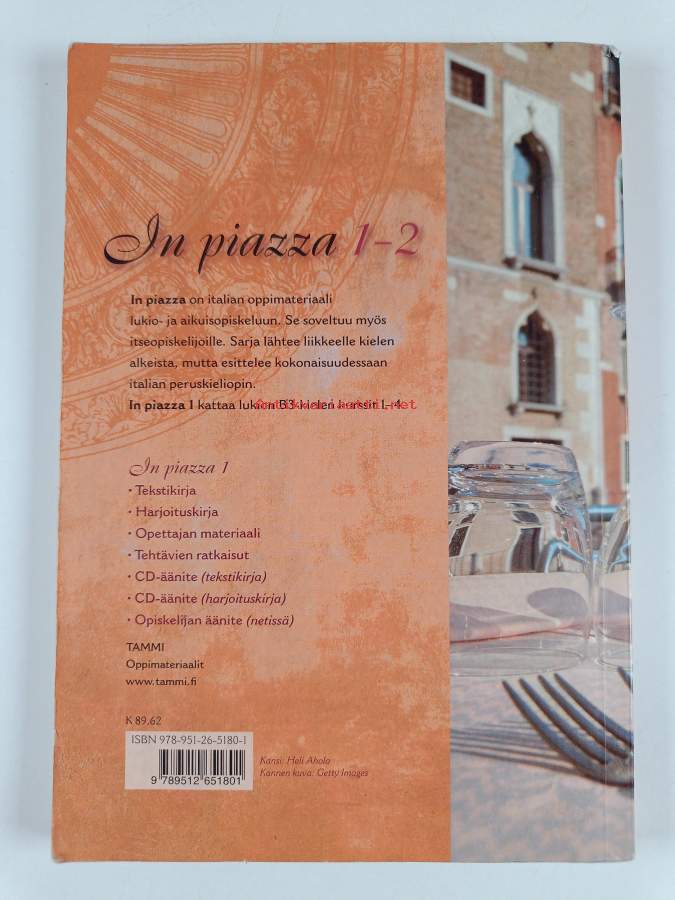 In piazza 1-2
In piazza on italian oppimateriaali
lukio- ja aikuisopiskeluun. Se soveltuu myös
itseopiskelijoille. Sarja lähtee liikkeelle kielen
alkeista, mutta esittelee kokonaisuudessaan
italian peruskieliopin.
In piazza 1 kattaa lukion B3-kielen kurssit 1–4.
Antikvariaatti.net
In piazza 1
• Tekstikirja
• Harjoituskirja
• Opettajan materiaali
• Tehtävien ratkaisut
• CD-äänite (tekstikirja)
• CD-äänite (harjoituskirja)
• Opiskelijan äänite (netissä)
TAMMI
Oppimateriaalit
www.tammi.fi
K 89.62
ISBN 978-951-26-5180-1
9 789512 651801
Kansi: Heli Ahola
Kannen kuva: Getty Images